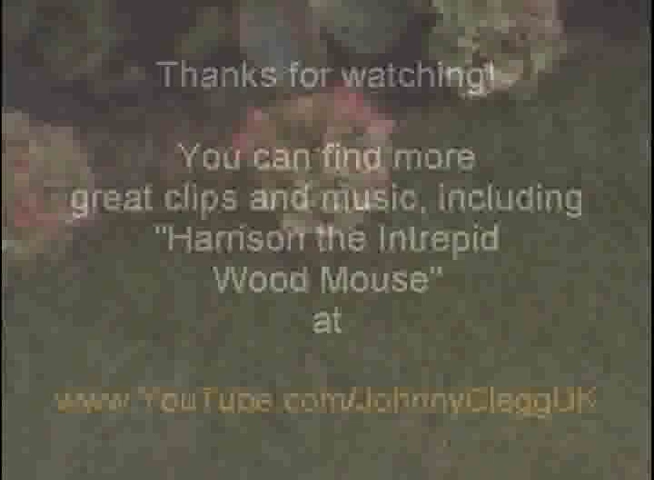 Thanks for watching!
You can find more
great clips and music, including
"Harrison the Intrepid
Wood Mouse"
at
www.YouTube.com/JohnnyCleggUK